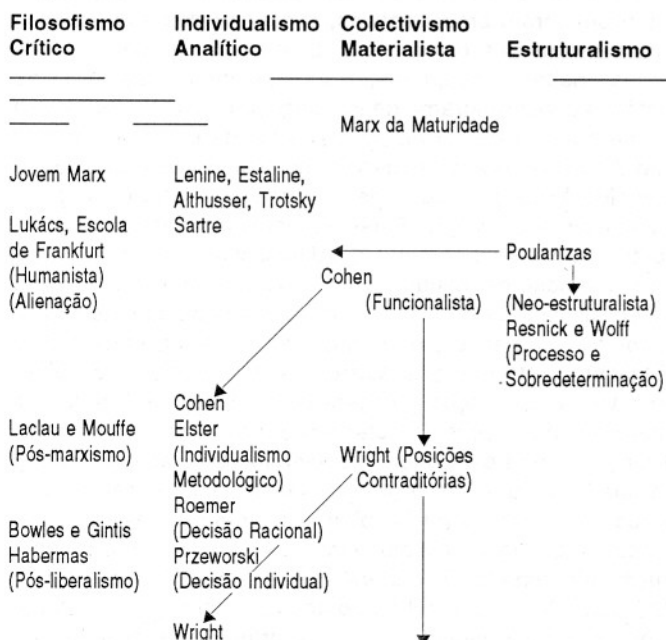 Filosofismo
Crítico
Individualismo
Analítico
Colectivismo
Materialista
Estruturalismo
Marx da Maturidade
Jovem Marx
Lenine, Estaline,
Althusser, Trotsky
Sartre
Lukács, Escola
de Frankfurt
(Humanista)
(Alienação)
Poulantzas
Cohen
(Funcionalista)
(Neo-estruturalista)
Resnick e Wolff
(Processo e
Sobredeterminação)
Cohen
Elster
(Individualismo
Metodológico)
Roemer
(Decisão Racional)
Przeworski
(Decisão Individual)
Laclau e Mouffe
(Pós-marxismo)
Wright (Posições
Contraditórias)
Bowles e Gintis
Habermas
(Pós-liberalismo)
Wright